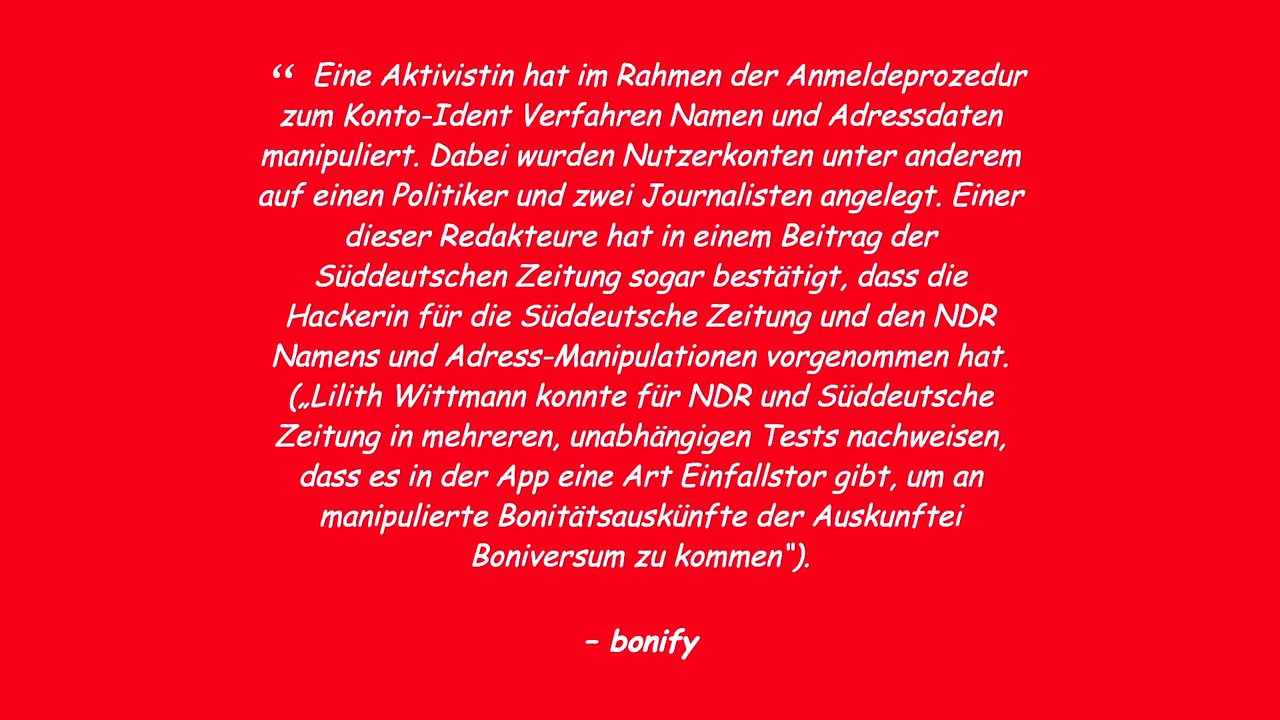 “ Eine Aktivistin hat im Rahmen der Anmeldeprozedur
zum Konto-Ident Verfahren Namen und Adressdaten
manipuliert. Dabei wurden Nutzerkonten unter anderem
auf einen Politiker und zwei Journalisten angelegt. Einer
dieser Redakteure hat in einem Beitrag der
Süddeutschen Zeitung sogar bestätigt, dass die
Hackerin für die Süddeutsche Zeitung und den NDR
Namens und Adress-Manipulationen vorgenommen hat.
(„Lilith Wittmann konnte für NDR und Süddeutsche
Zeitung in mehreren, unabhängigen Tests nachweisen,
dass es in der App eine Art Einfallstor gibt, um an
manipulierte Bonitätsauskünfte der Auskunftei
Boniversum zu kommen").
– bonify